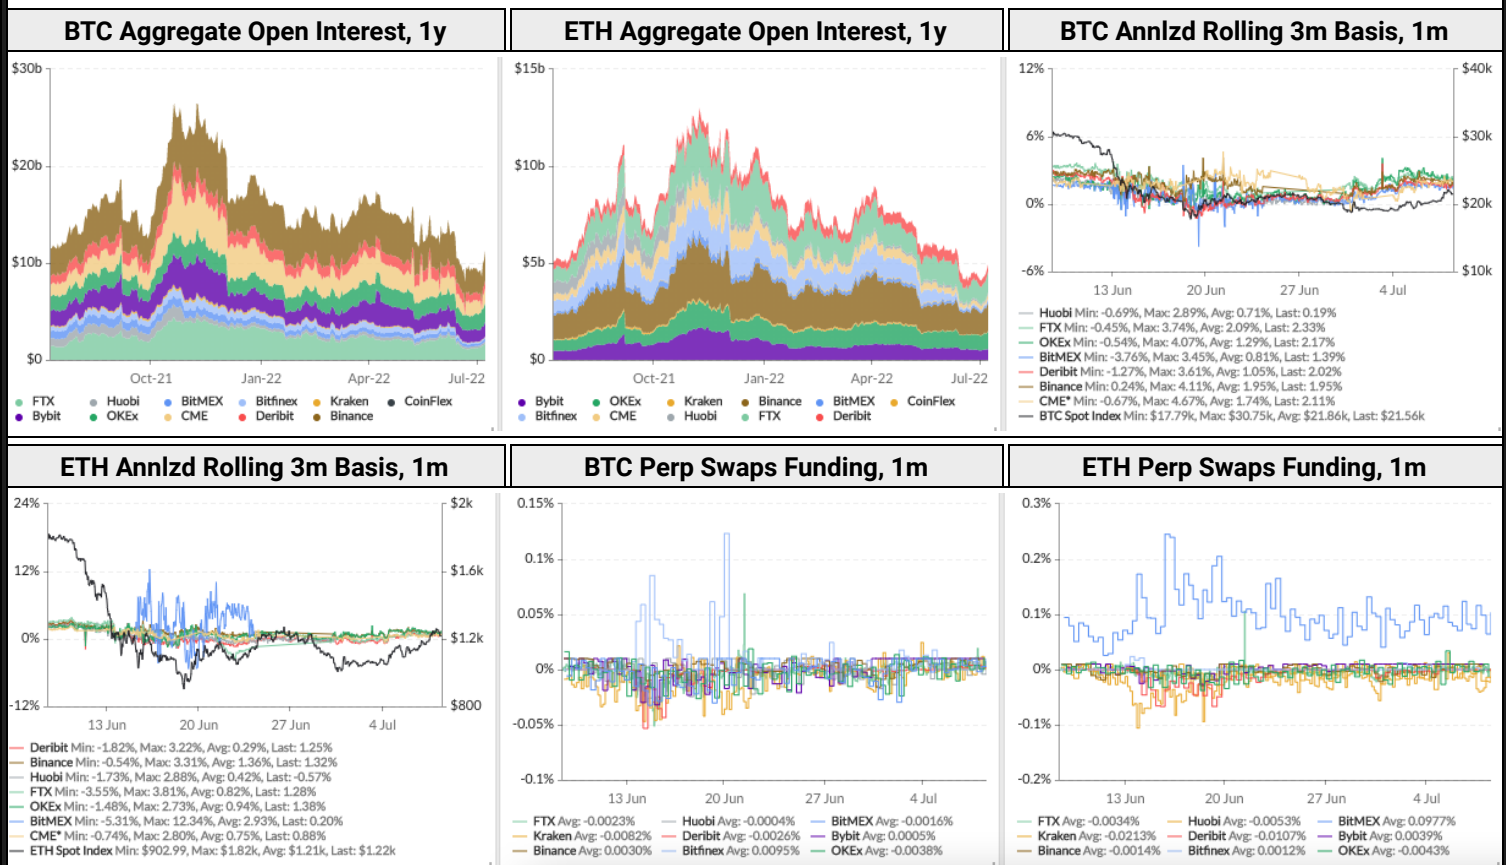 BTC Aggregate Open Interest, 1y
$30b
$20b
$10b
$0
Oct-21 Jan-22 Apr-22 Jul-22
FTX Huobi BitMEX Bitfinex Kraken CoinFlex
Bybit OKEx CME Deribit Binance
ETH Aggregate Open Interest, 1y
$15b
$10b
$5b
$0
Oct-21 Jan-22 Apr-22 Jul-22
Bybit OKEx Kraken Binance BitMEX CoinFlex
Bitfinex CME Huobi FTX Deribit
BTC Annlzd Rolling 3m Basis, 1m
12% $40k
6% $30k
0% $20k
-6% $10k
13 Jun 20 Jun 27 Jun 4 Jul
Huobi Min: -0.69%, Max: 2.89%, Avg: 0.71%, Last: 0.19%
FTX Min: -0.45%, Max: 3.74%, Avg: 2.09%, Last: 2.33%
OKEx Min: -0.54%, Max: 4.07%, Avg: 1.29%, Last: 2.17%
BitMEX Min: -3.76%, Max: 3.45%, Avg: 0.81%, Last: 1.39%
Deribit Min: -1.27%, Max: 3.61%, Avg: 1.05%, Last: 2.02%
Binance Min: 0.24%, Max: 4.11%, Avg: 1.95%, Last: 1.95%
CME* Min: -0.67%, Max: 4.67%, Avg: 1.74%, Last: 2.11%
BTC Spot Index Min: $17.79k, Max: $30.75k, Avg: $21.86k, Last: $21.56k
ETH Annlzd Rolling 3m Basis, 1m
24% $2k
12% $1.6k
0% $1.2k
-12% $800
13 Jun 20 Jun 27 Jun 4 Jul
Deribit Min: -1.82%, Max: 3.22%, Avg: 0.29%, Last: 1.25%
Binance Min: -0.54%, Max: 3.31%, Avg: 1.36%, Last: 1.32%
Huobi Min: -1.73%, Max: 2.88%, Avg: 0.42%, Last: -0.57%
FTX Min: -3.55%, Max: 3.81%, Avg: 0.82%, Last: 1.28%
OKEx Min: -1.48%, Max: 2.73%, Avg: 0.94%, Last: 1.38%
BitMEX Min: -5.31%, Max: 12.34%, Avg: 2.93%, Last: 0.20%
CME* Min: -0.74%, Max: 2.80%, Avg: 0.75%, Last: 0.88%
ETH Spot Index Min: $902.99, Max: $1.82k, Avg: $1.21k, Last: $1.22k
BTC Perp Swaps Funding, 1m
0.15%
0.1%
0.05%
0%
-0.05%
-0.1%
13 Jun 20 Jun 27 Jun 4 Jul
FTX Avg: -0.0023% Huobi Avg: -0.0004% BitMEX Avg: -0.0016%
Kraken Avg: -0.0082% Deribit Avg: -0.0026% Bybit Avg: 0.0005%
Binance Avg: 0.0030% Bitfinex Avg: 0.0095% OKEx Avg: -0.0038%
ETH Perp Swaps Funding, 1m
0.3%
0.2%
0.1%
0%
-0.1%
-0.2%
13 Jun 20 Jun 27 Jun 4 Jul
FTX Avg: -0.0034% Huobi Avg: -0.0053% BitMEX Avg: 0.0977%
Kraken Avg: -0.0213% Deribit Avg: -0.0107% Bybit Avg: 0.0039%
Binance Avg: -0.0014% Bitfinex Avg: 0.0012% OKEx Avg: -0.0043%